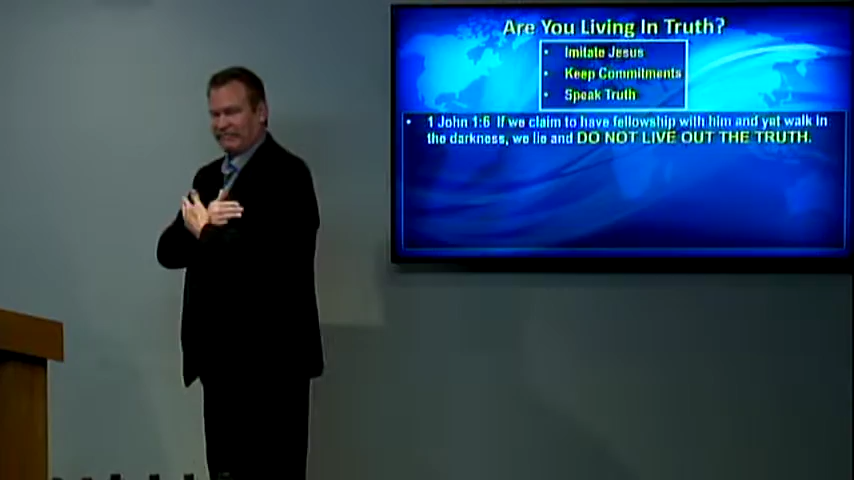 Are You Living In Truth?
• Imitate Jesus
• Keep Commitments
• Speak Truth
• 1 John 1:6 If we claim to have fellowship with him and yet walk in
the darkness, we lie and DO NOT LIVE OUT THE TRUTH.